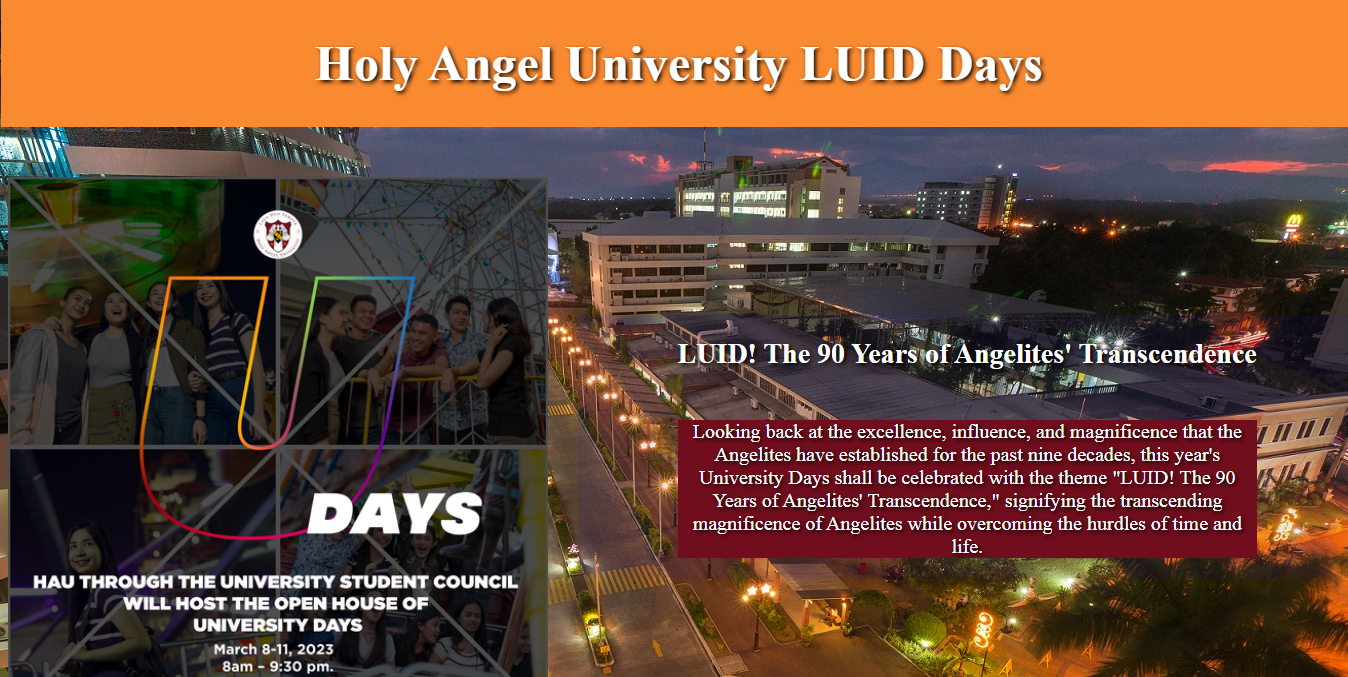 Holy Angel University LUID Days
DAYS
HAU THROUGH THE UNIVERSITY STUDENT COUNCIL
WILL HOST THE OPEN HOUSE OF
UNIVERSITY DAYS
March 8-11, 2023
8am – 9:30 pm.
LUID! The 90 Years of Angelites' Transcendence
Looking back at the excellence, influence, and magnificence that the
Angelites have established for the past nine decades, this year's
University Days shall be celebrated with the theme "LUID! The 90
Years of Angelites' Transcendence," signifying the transcending
magnificence of Angelites while overcoming the hurdles of time and
life.